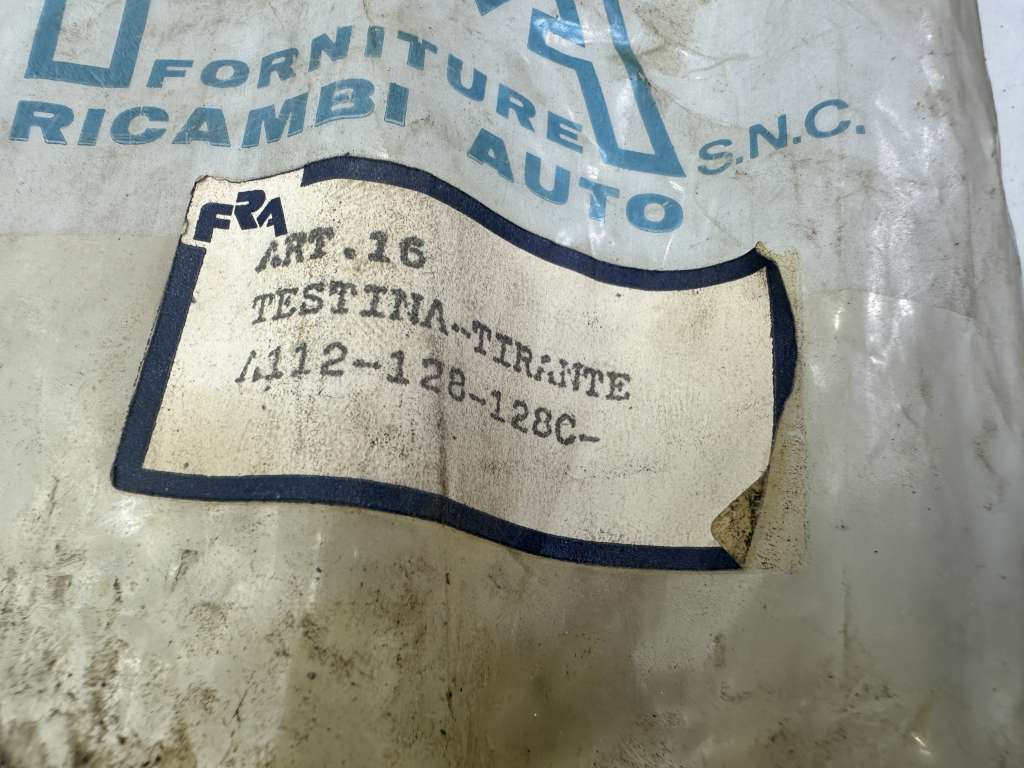 FORNITURE
RICAMBI AUTO S.N.C.
FRA
ART.16
TESTINA-TIRANTE
A112-128-128C-